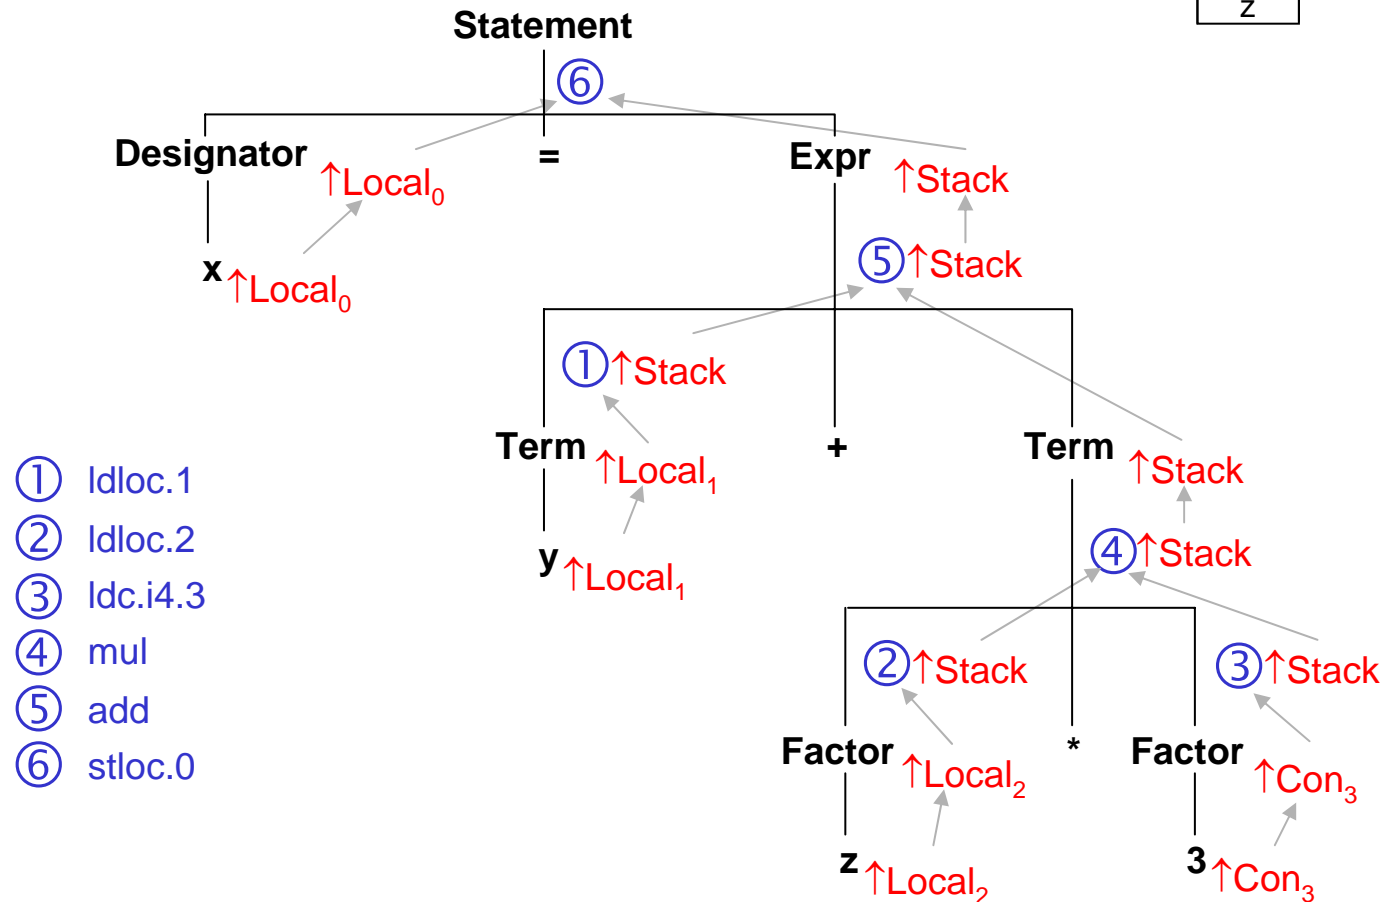 z
Statement
⑥
Designator ↑Local₀ = Expr ↑Stack
x ↑Local₀ ⑤ ↑Stack
① ↑Stack
Term ↑Local₁ + Term ↑Stack
y ↑Local₁ ④ ↑Stack
② ↑Stack ③ ↑Stack
Factor ↑Local₂ * Factor ↑Con₃
z ↑Local₂ 3 ↑Con₃
① ldloc.1
② ldloc.2
③ ldc.i4.3
④ mul
⑤ add
⑥ stloc.0